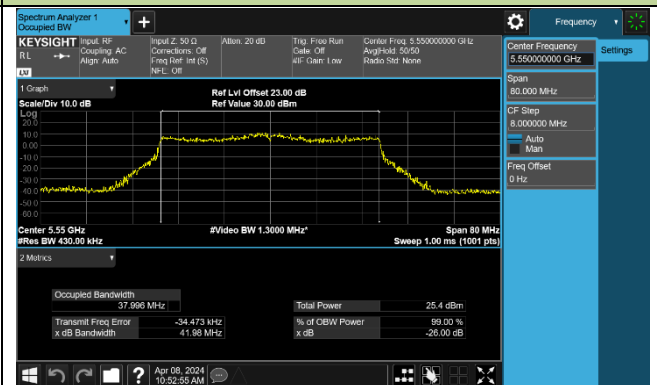 Spectrum Analyzer 1
Occupied BW
+
Frequency
KEYSIGHT
RL
LXI
Input: RF
Coupling: AC
Align: Auto
Input Z: 50 Ω
Corrections: Off
Freq Ref: Int (S)
NFE: Off
Atten: 20 dB
Trig: Free Run
Gate: Off
#IF Gain: Low
Center Freq: 5.550000000 GHz
Avg|Hold: 50/50
Radio Std: None
Center Frequency
5.550000000 GHz
Settings
Span
80.000 MHz
CF Step
8.000000 MHz
Auto
Man
Freq Offset
0 Hz
1 Graph
Scale/Div 10.0 dB
Ref Lvl Offset 23.00 dB
Ref Value 30.00 dBm
Log
20.0
10.0
0.00
-10.0
-20.0
-30.0
-40.0
-50.0
-60.0
Center 5.55 GHz
#Video BW 1.3000 MHz*
Span 80 MHz
#Res BW 430.00 kHz
Sweep 1.00 ms (1001 pts)
2 Metrics
Occupied Bandwidth
37.996 MHz
Total Power 25.4 dBm
Transmit Freq Error -34.473 kHz
% of OBW Power 99.00 %
x dB Bandwidth 41.98 MHz
x dB -26.00 dB
?
Apr 08, 2024
10:52:55 AM